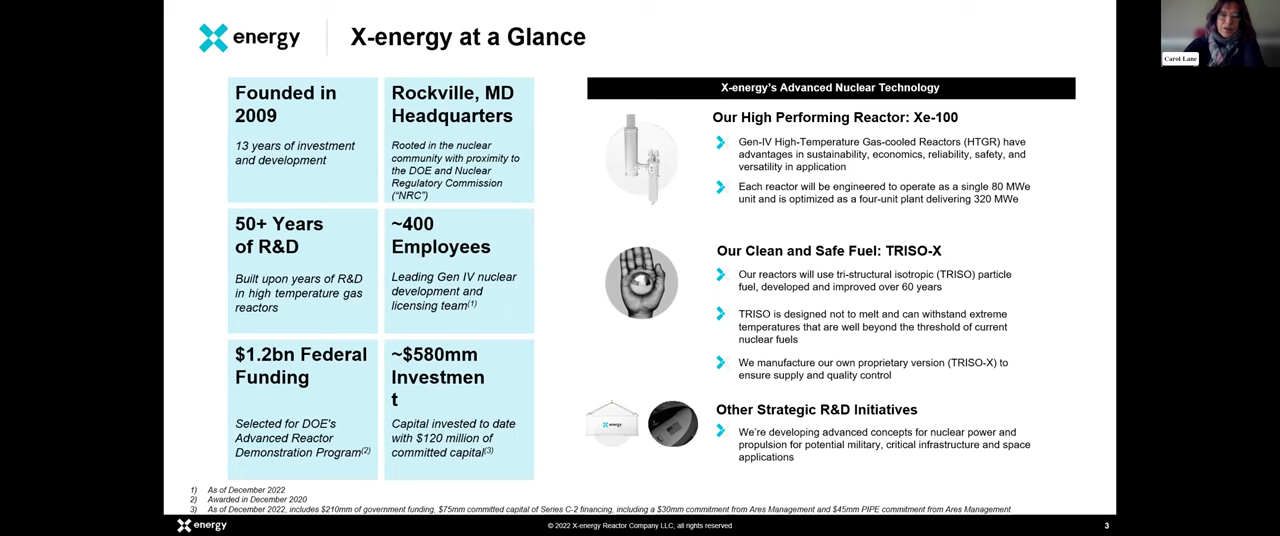 energy
X-energy at a Glance
Carol Lane
Founded in
2009
13 years of investment
and development
Rockville, MD
Headquarters
Rooted in the nuclear
community with proximity to
the DOE and Nuclear
Regulatory Commission
(“NRC”)
50+ Years
of R&D
Built upon years of R&D
in high temperature gas
reactors
~400
Employees
Leading Gen IV nuclear
development and
licensing team(1)
$1.2bn Federal
Funding
Selected for DOE's
Advanced Reactor
Demonstration Program(2)
~$580mm
Investmen
t
Capital invested to date
with $120 million of
committed capital(3)
X-energy’s Advanced Nuclear Technology
Our High Performing Reactor: Xe-100
Gen-IV High-Temperature Gas-cooled Reactors (HTGR) have
advantages in sustainability, economics, reliability, safety, and
versatility in application
Each reactor will be engineered to operate as a single 80 MWe
unit and is optimized as a four-unit plant delivering 320 MWe
Our Clean and Safe Fuel: TRISO-X
Our reactors will use tri-structural isotropic (TRISO) particle
fuel, developed and improved over 60 years
TRISO is designed not to melt and can withstand extreme
temperatures that are well beyond the threshold of current
nuclear fuels
We manufacture our own proprietary version (TRISO-X) to
ensure supply and quality control
Other Strategic R&D Initiatives
energy
We’re developing advanced concepts for nuclear power and
propulsion for potential military, critical infrastructure and space
applications
1) As of December 2022
2) Awarded in December 2020
3) As of December 2022, includes $210mm of government funding, $75mm committed capital of Series C-2 financing, including a $30mm commitment from Ares Management and $45mm PIPE commitment from Ares Management
energy
© 2022 X-energy Reactor Company LLC, all rights reserved
3